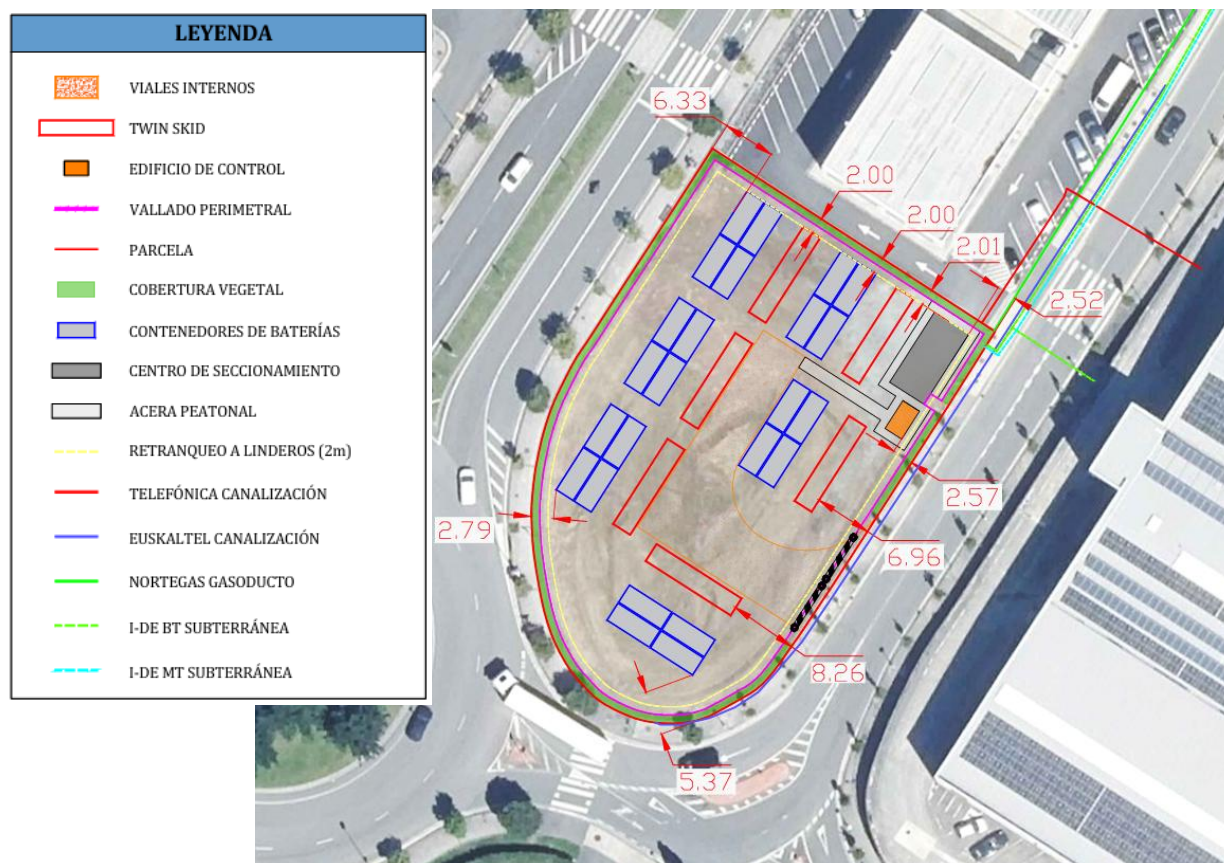 LEYENDA
VIALES INTERNOS
TWIN SKID
EDIFICIO DE CONTROL
VALLADO PERIMETRAL
PARCELA
COBERTURA VEGETAL
CONTENEDORES DE BATERÍAS
CENTRO DE SECCIONAMIENTO
ACERA PEATONAL
RETRANQUEO A LINDEROS (2m)
TELEFÓNICA CANALIZACIÓN
EUSKALTEL CANALIZACIÓN
NORTEGAS GASODUCTO
I-DE BT SUBTERRÁNEA
I-DE MT SUBTERRÁNEA
6.33
2.00
2.00
2.01
2.52
2.57
2.79
6.96
8.26
5.37